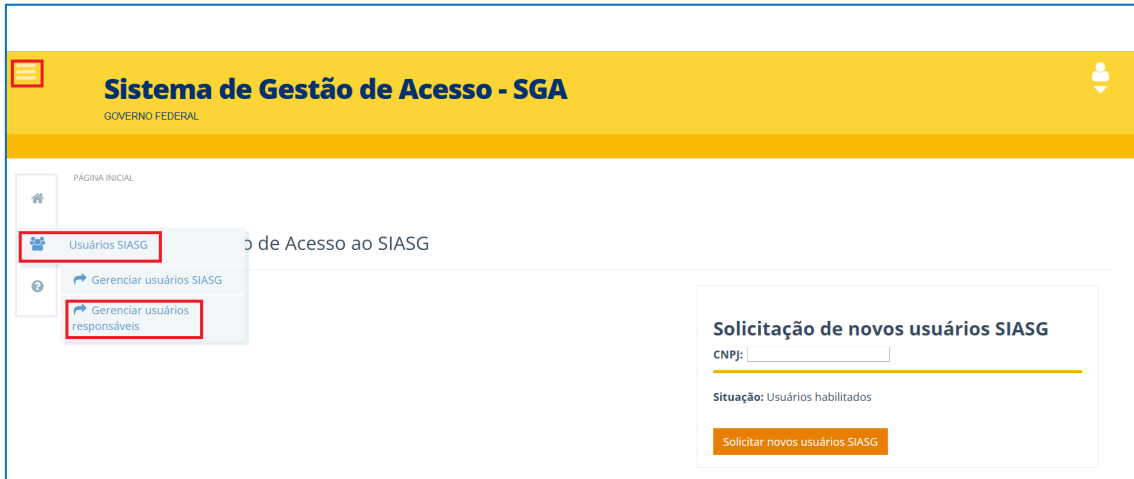 Sistema de Gestão de Acesso - SGA
GOVERNO FEDERAL
PÁGINA INICIAL
Usuários SIASG
o de Acesso ao SIASG
Gerenciar usuários SIASG
Gerenciar usuários
responsáveis
Solicitação de novos usuários SIASG
CNPJ:
Situação: Usuários habilitados
Solicitar novos usuários SIASG